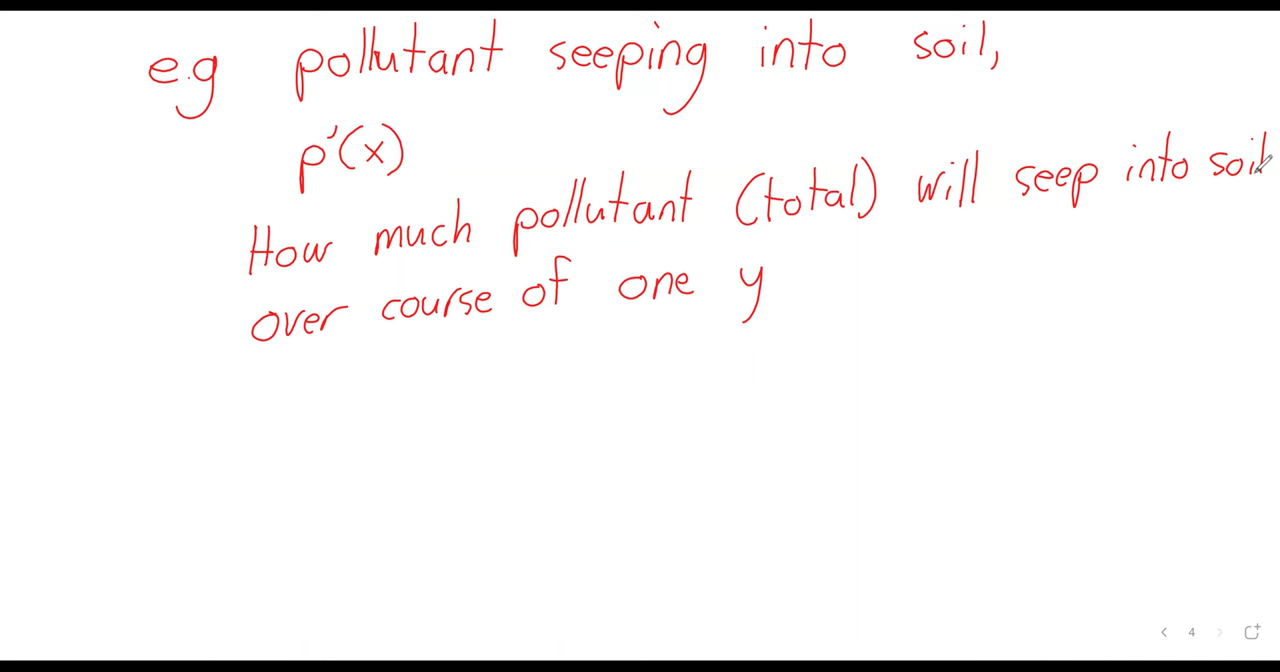 e.g pollutant seeping into soil,
p'(x)
How much pollutant (total) will seep into soil
over course of one y
4